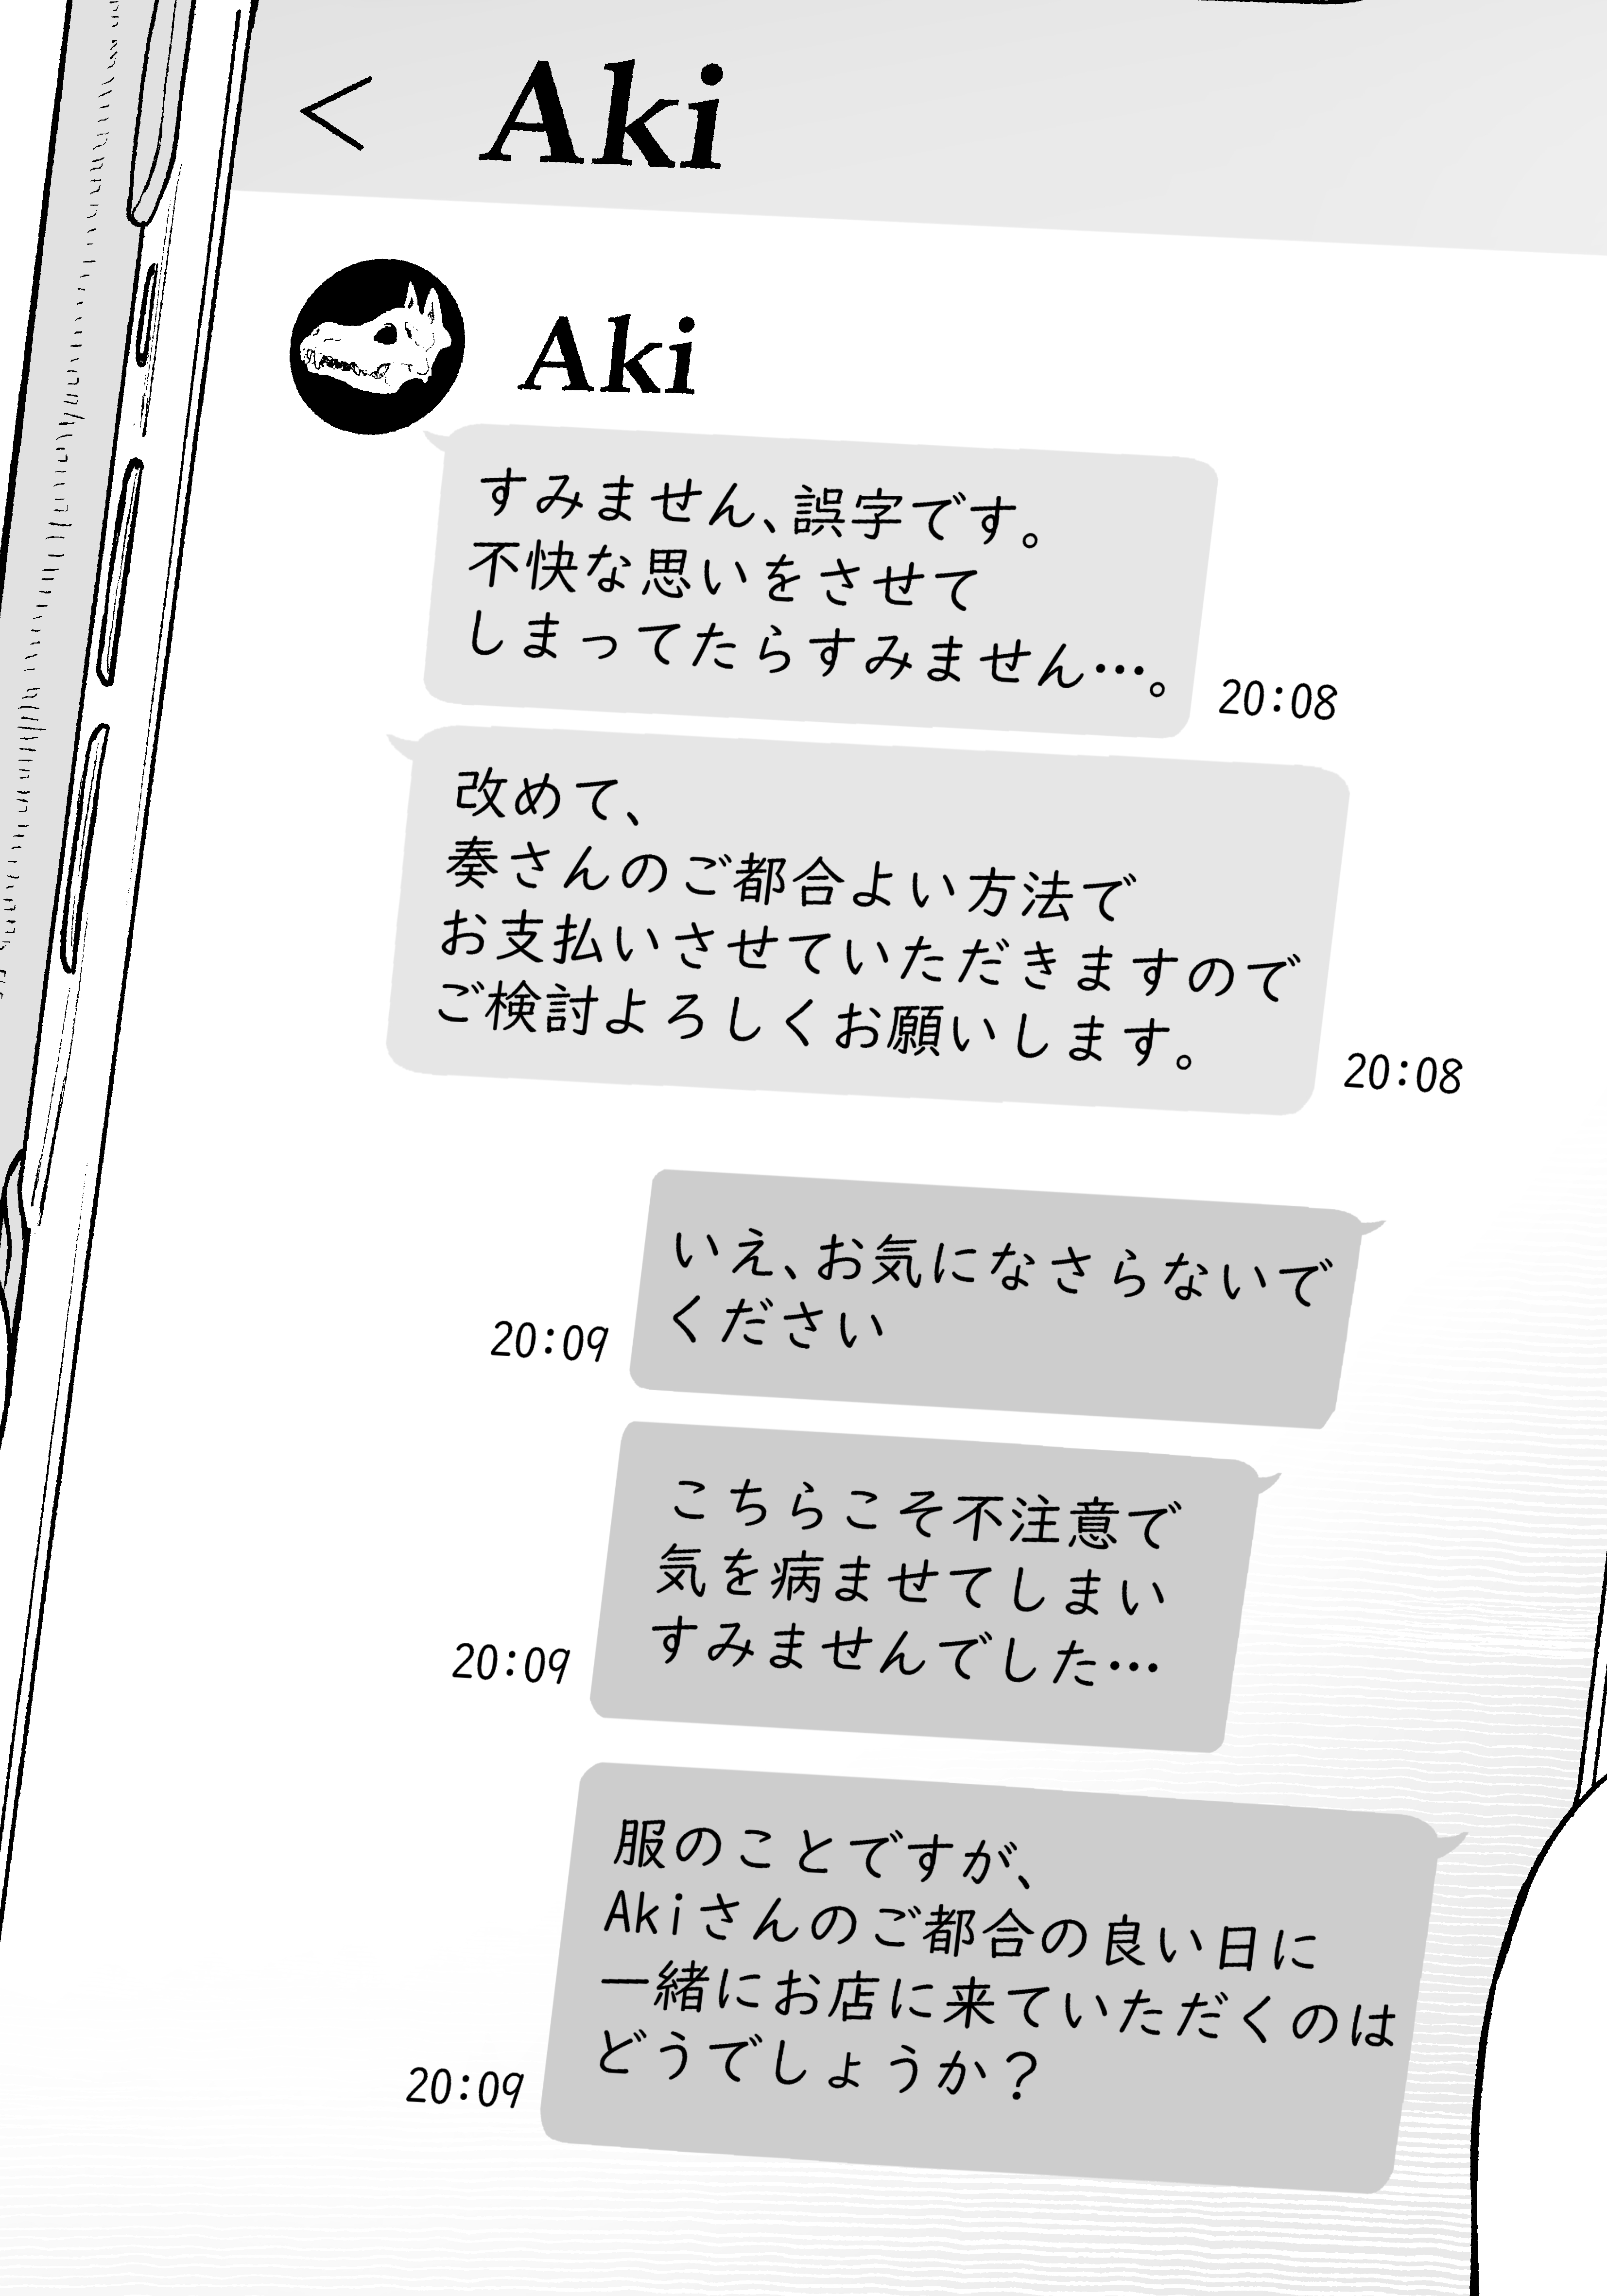 < Aki
Aki
すみません、誤字です。
不快な思いをさせて
しまってたらすみません…。
20:08
改めて、
奏さんのご都合よい方法で
お支払いさせていただきますので
ご検討よろしくお願いします。
20:08
いえ、お気になさらないで
ください
20:09
こちらこそ不注意で
気を病ませてしまい
すみませんでした…
20:09
服のことですが、
Akiさんのご都合の良い日に
一緒にお店に来ていただくのは
どうでしょうか？
20:09